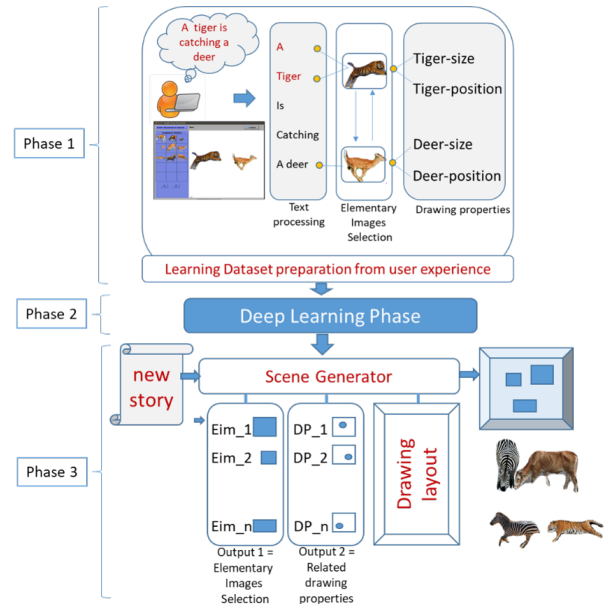 A tiger is
catching a
deer
A
Tiger
Is
Catching
A deer
Tiger-size
Tiger-position
Deer-size
Deer-position
Text
processing
Elementary
Images
Selection
Drawing properties
Phase 1
Learning Dataset preparation from user experience
Phase 2
Deep Learning Phase
new
story
Scene Generator
Phase 3
Eim_1
Eim_2
Eim_n
DP_1
DP_2
DP_n
Drawing
layout
Output 1 =
Elementary
Images
Selection
Output 2 =
Related
drawing
properties